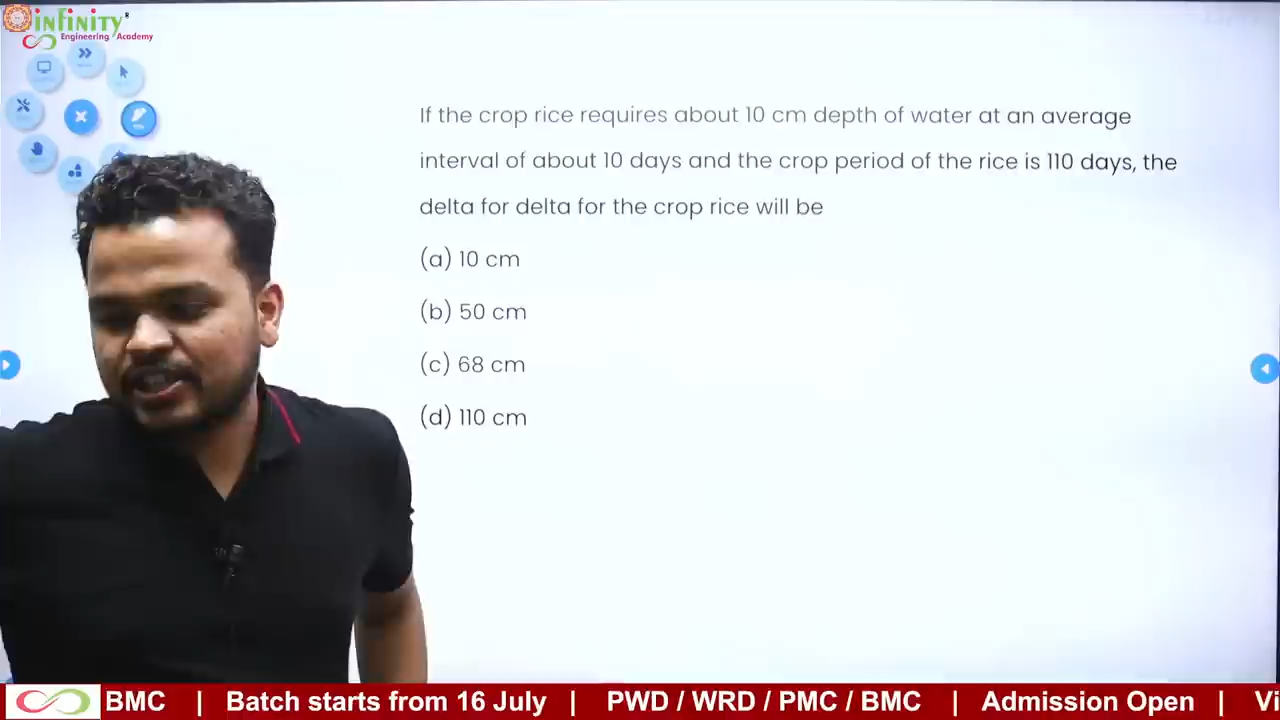 infinity
Engineering Academy
If the crop rice requires about 10 cm depth of water at an average
interval of about 10 days and the crop period of the rice is 110 days, the
delta for delta for the crop rice will be
(a) 10 cm
(b) 50 cm
(c) 68 cm
(d) 110 cm
BMC | Batch starts from 16 July | PWD / WRD / PMC / BMC | Admission Open | Vi